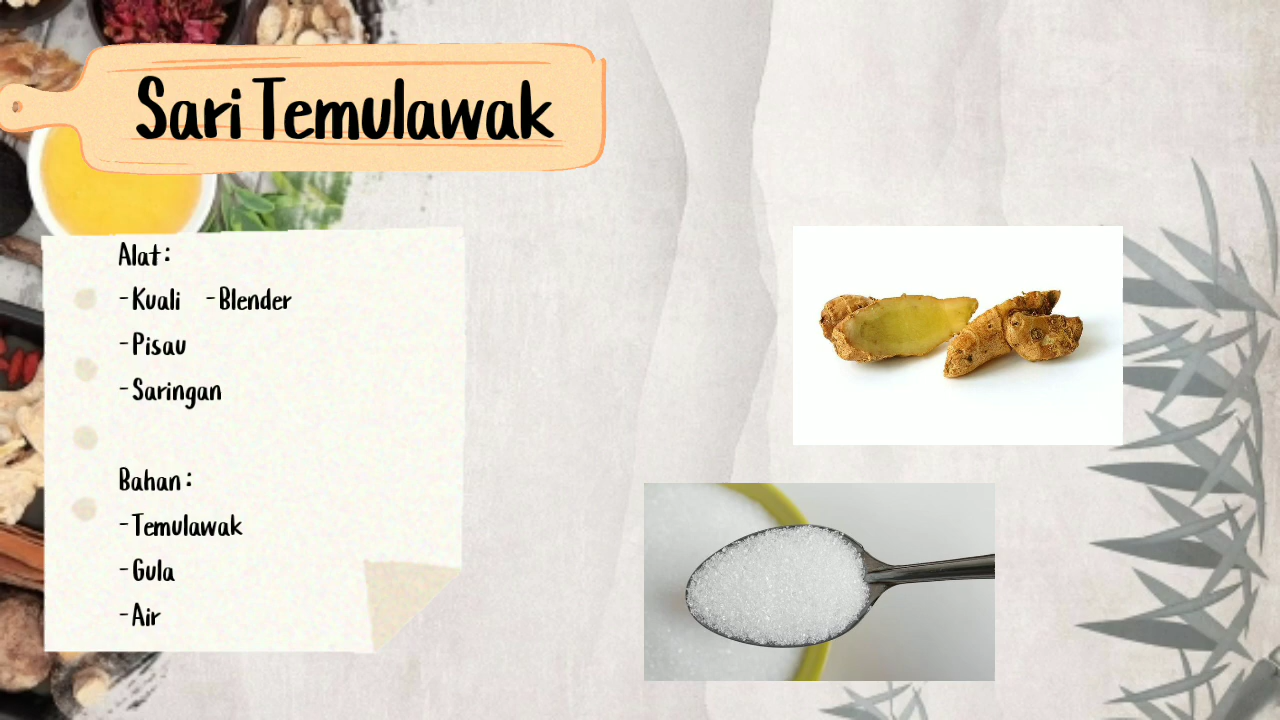 Sari Temulawak
Alat:
-Kuali -Blender
-Pisau
-Saringan
Bahan:
-Temulawak
-Gula
-Air